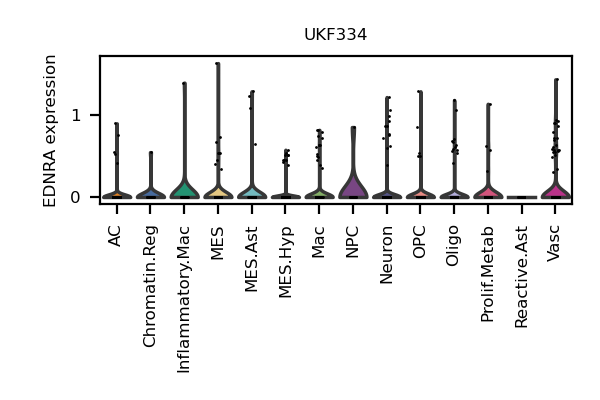 UKF334
EDNRA expression
1
0
AC
Chromatin.Reg
Inflammatory.Mac
MES
MES.Ast
MES.Hyp
Mac
NPC
Neuron
OPC
Oligo
Prolif.Metab
Reactive.Ast
Vasc